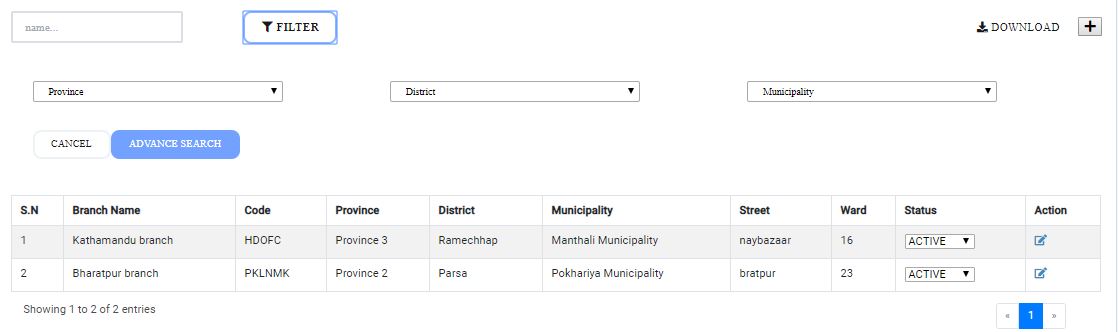 name...
FILTER
DOWNLOAD
Province
District
Municipality
CANCEL
ADVANCE SEARCH
S.N Branch Name Code Province District Municipality Street Ward Status Action
1 Kathamandu branch HDOFC Province 3 Ramechhap Manthali Municipality naybazaar 16 ACTIVE
2 Bharatpur branch PKLNMK Province 2 Parsa Pokhariya Municipality bratpur 23 ACTIVE
Showing 1 to 2 of 2 entries
« 1 »